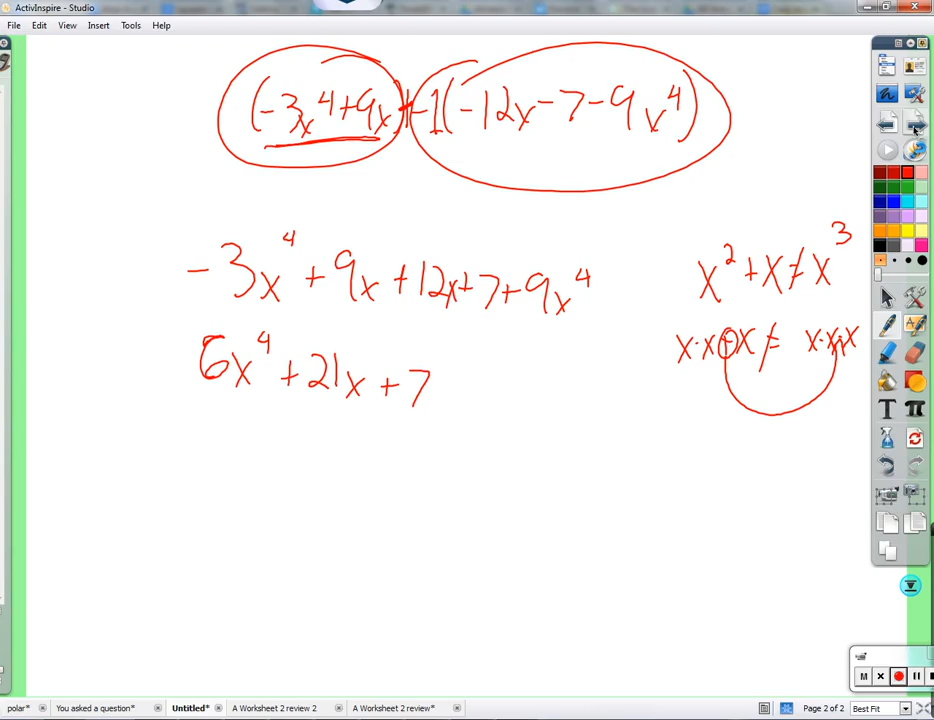 ActivInspire - Studio
File Edit View Insert Tools Help
(-3x⁴+9x)+-1(-12x-7-9x⁴)
-3x⁴+9x+12x+7+9x⁴
x²+x≠x³
x·x+x≠ x·x·x
6x⁴+21x+7
T π
M
polar* You asked a question* Untitled* A Worksheet 2 review 2 A Worksheet 2 review* Page 2 of 2 Best Fit